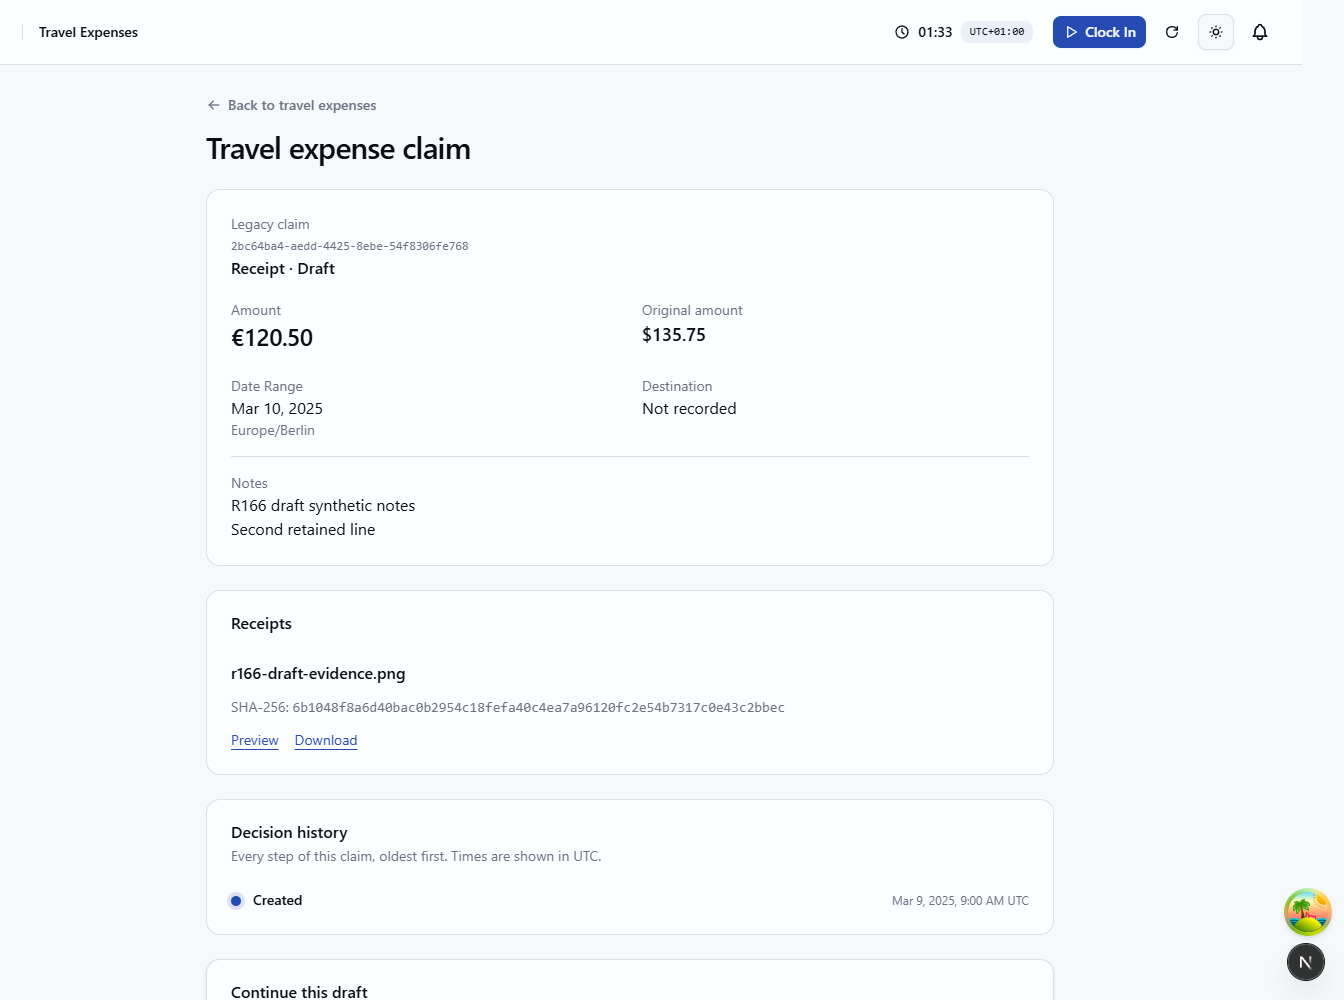 Travel Expenses
01:33 UTC+01:00
Clock In
Back to travel expenses
Travel expense claim
Legacy claim
2bc64ba4-aedd-4425-8ebe-54f8306fe768
Receipt · Draft
Amount
€120.50
Original amount
$135.75
Date Range
Mar 10, 2025
Europe/Berlin
Destination
Not recorded
Notes
R166 draft synthetic notes
Second retained line
Receipts
r166-draft-evidence.png
SHA-256: 6b1048f8a6d40bac0b2954c18fefa40c4ea7a96120fc2e54b7317c0e43c2bbec
Preview Download
Decision history
Every step of this claim, oldest first. Times are shown in UTC.
Created
Mar 9, 2025, 9:00 AM UTC
Continue this draft
N